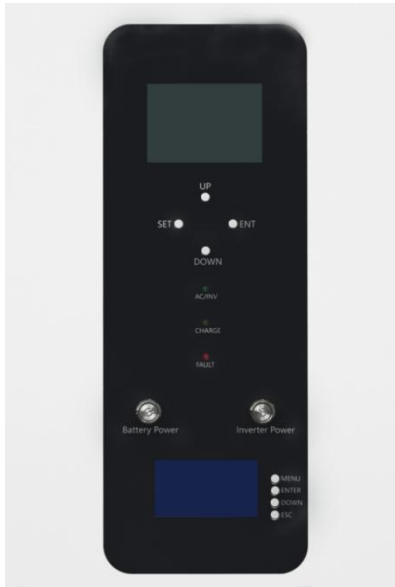 UP
SET ENT
DOWN
AC/INV
CHARGE
FAULT
Battery Power Inverter Power
MENU
ENTER
DOWN
ESC